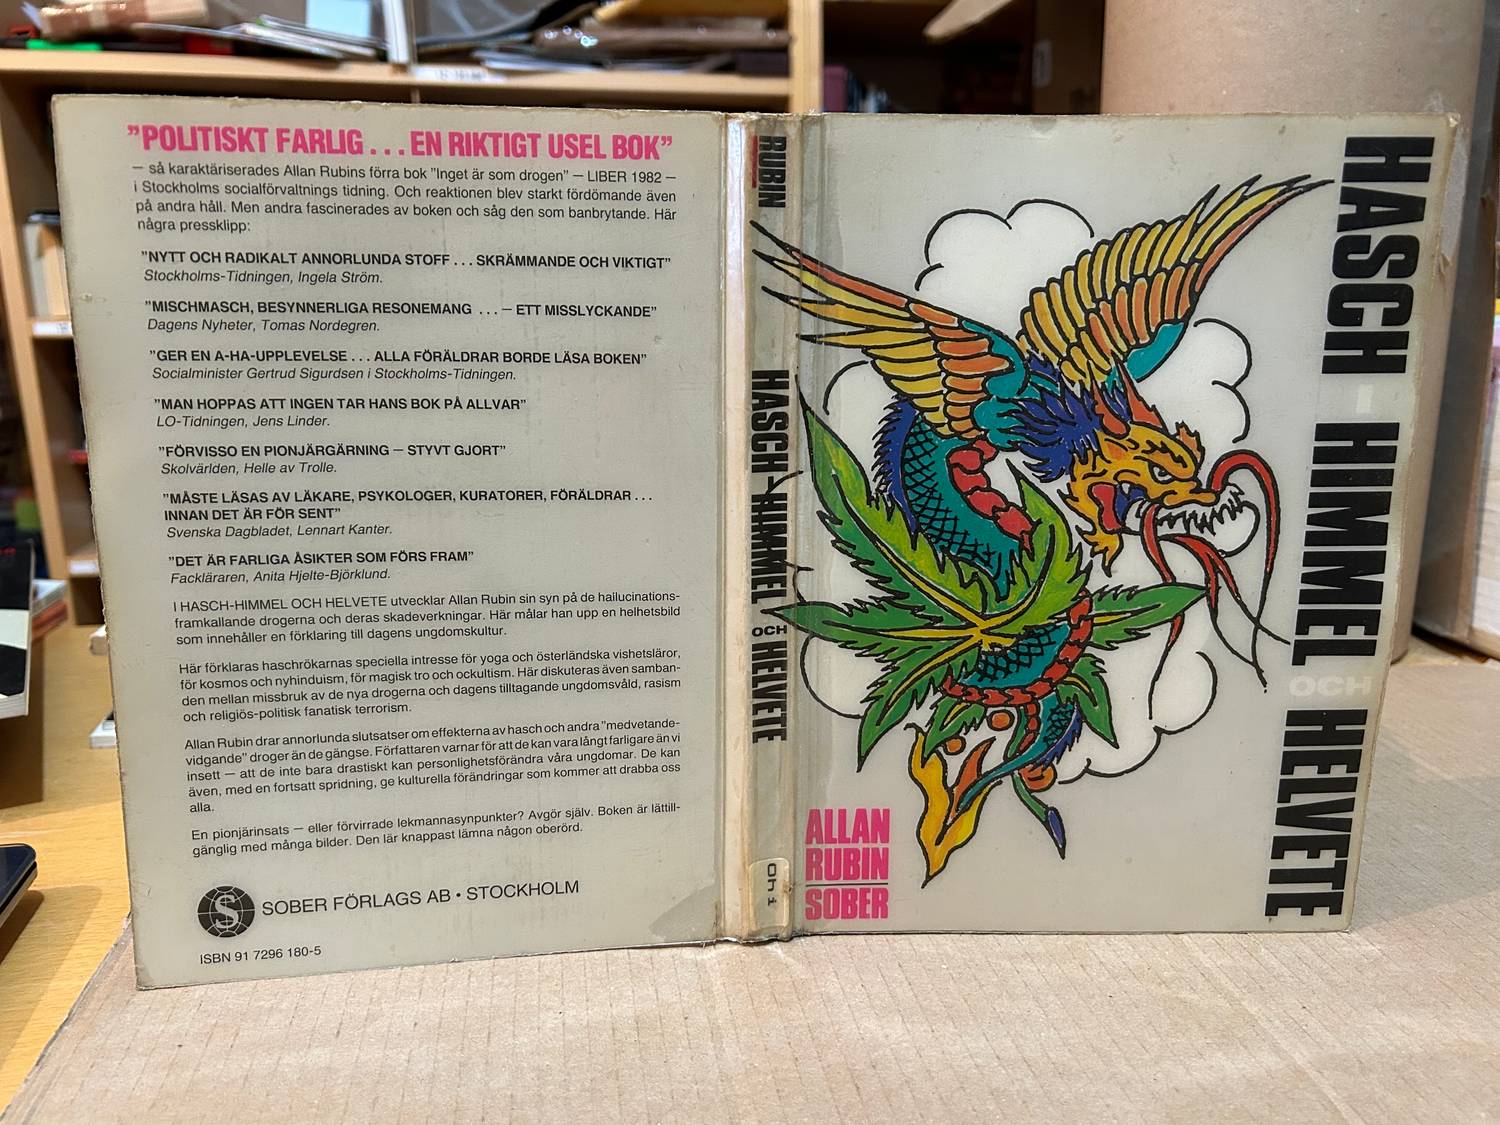 ”POLITISKT FARLIG . . . EN RIKTIGT USEL BOK”
– så karaktäriserades Allan Rubins förra bok ”Inget är som drogen” – LIBER 1982 –
i Stockholms socialförvaltnings tidning. Och reaktionen blev starkt fördömande även
på andra håll. Men andra fascinerades av boken och såg den som banbrytande. Här
några pressklipp:
”NYTT OCH RADIKALT ANNORLUNDA STOFF . . . SKRÄMMANDE OCH VIKTIGT”
Stockholms-Tidningen, Ingela Ström.
”MISCHMASCH, BESYNNERLIGA RESONEMANG . . . – ETT MISSLYCKANDE”
Dagens Nyheter, Tomas Nordegren.
”GER EN A-HA-UPPLEVELSE . . . ALLA FÖRÄLDRAR BORDE LÄSA BOKEN”
Socialminister Gertrud Sigurdsen i Stockholms-Tidningen.
”MAN HOPPAS ATT INGEN TAR HANS BOK PÅ ALLVAR”
LO-Tidningen, Jens Linder.
”FÖRVISSO EN PIONJÄRGÄRNING – STYVT GJORT”
Skolvärlden, Helle av Trolle.
”MÅSTE LÄSAS AV LÄKARE, PSYKOLOGER, KURATORER, FÖRÄLDRAR . . .
INNAN DET ÄR FÖR SENT”
Svenska Dagbladet, Lennart Kanter.
”DET ÄR FARLIGA ÅSIKTER SOM FÖRS FRAM”
Fackläraren, Anita Hjelte-Björklund.
I HASCH-HIMMEL OCH HELVETE utvecklar Allan Rubin sin syn på de hallucinations-
framkallande drogerna och deras skadeverkningar. Här målar han upp en helhetsbild
som innehåller en förklaring till dagens ungdomskultur.
Här förklaras haschrökarnas speciella intresse för yoga och österländska vishetsläror,
för kosmos och nyhinduism, för magisk tro och ockultism. Här diskuteras även samban-
den mellan missbruk av de nya drogerna och dagens tilltagande ungdomsvåld, rasism
och religiös-politisk fanatisk terrorism.
Allan Rubin drar annorlunda slutsatser om effekterna av hasch och andra ”medvetande-
vidgande” droger än de gängse. Författaren varnar för att de kan vara långt farligare än vi
insett – att de inte bara drastiskt kan personlighetsförändra våra ungdomar. De kan
även, med en fortsatt spridning, ge kulturella förändringar som kommer att drabba oss
alla.
En pionjärinsats – eller förvirrade lekmannasynpunkter? Avgör själv. Boken är lättill-
gänglig med många bilder. Den lär knappast lämna någon oberörd.
S
SOBER FÖRLAGS AB • STOCKHOLM
ISBN 91 7296 180-5
RUBIN
HASCH-HIMMEL OCH HELVETE
Ohi
HASCH - HIMMEL OCH HELVETE
ALLAN
RUBIN
SOBER